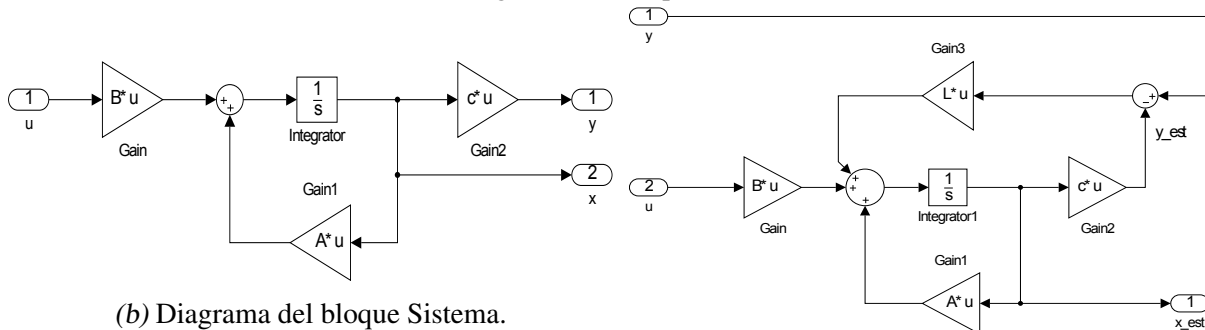 1
u
B* u
Gain
+
+
1
s
Integrator
c* u
Gain2
1
y
2
x
Gain1
A* u
(b) Diagrama del bloque Sistema.
1
y
Gain3
L* u
− +
y_est
2
u
B* u
Gain
+
+
+
1
s
Integrator1
c* u
Gain2
Gain1
A* u
1
x_est